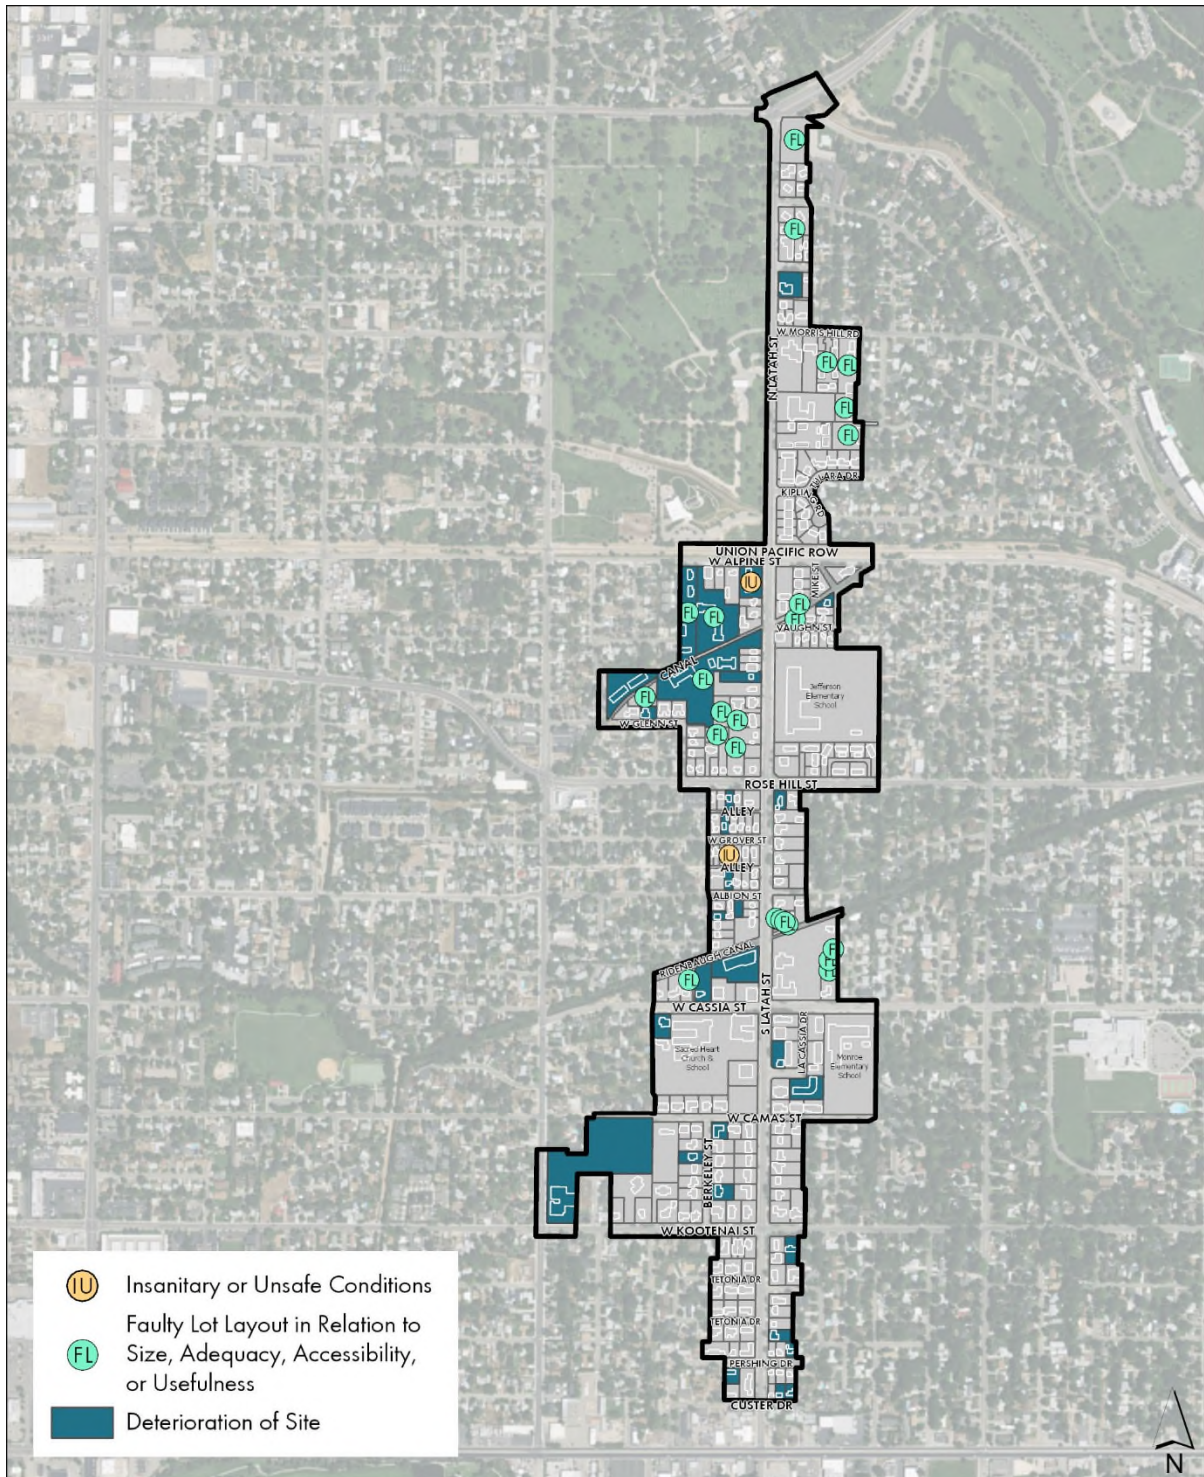 FL
FL
W MORRIS HILL RD
N LATAH ST
FL
FL
FL
FL
THLARA DR
KIPLING RD
UNION PACIFIC ROW
W ALPINE ST
MIKE ST
IU
FL
FL
FL
FL
VAUGHN ST
CANAL
FL
FL
Jefferson
Elementary
School
FL
FL
W GLENN ST
FL
FL
ROSE HILL ST
ALLEY
W GROVER ST
IU
ALLEY
ALBION ST
FL
RIDENBAUGH CANAL
FL
FL
W CASSIA ST
S LATAH ST
LA CASSIA DR
Sacred Heart
Church &
School
Monroe
Elementary
School
W CAMAS ST
BERKELEY ST
W KOOTENAI ST
TETONIA DR
TETONIA DR
PERSHING DR
CUSTER DR
IU Insanitary or Unsafe Conditions
Faulty Lot Layout in Relation to
FL Size, Adequacy, Accessibility,
or Usefulness
Deterioration of Site
N